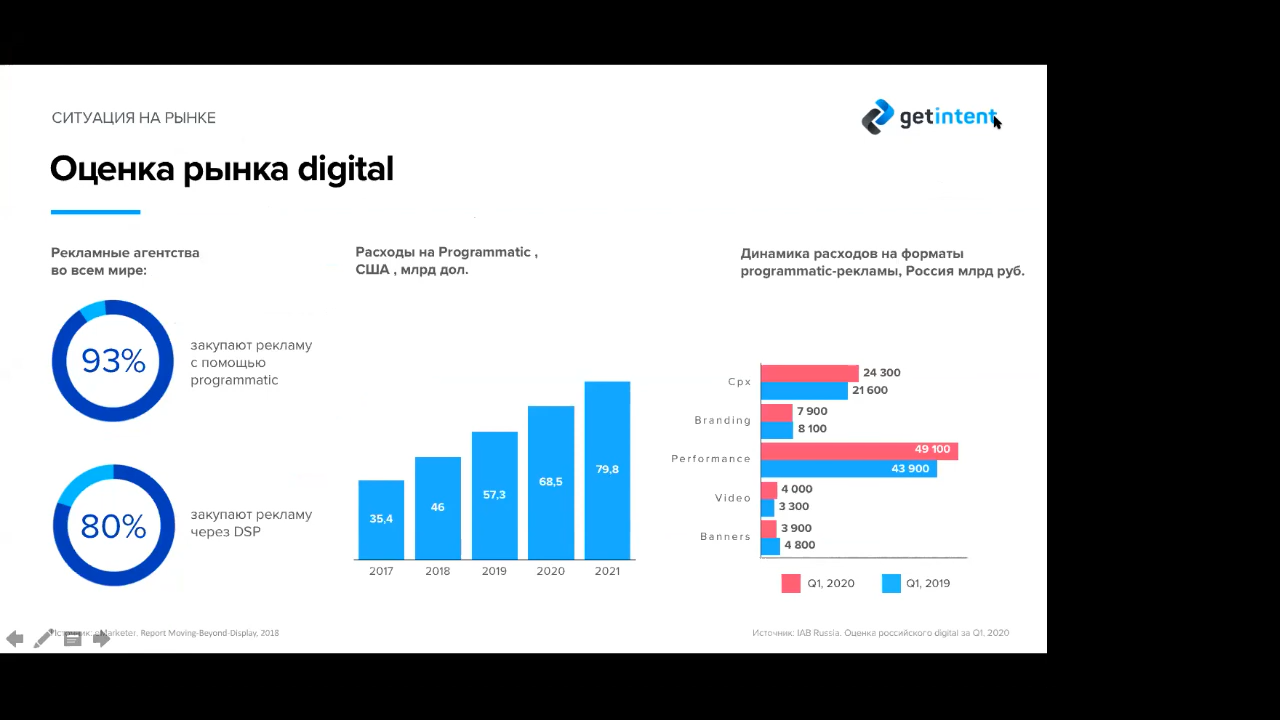 СИТУАЦИЯ НА РЫНКЕ
getintent
Оценка рынка digital
Рекламные агентства
во всем мире:
93%
закупают рекламу
с помощью
programmatic
80%
закупают рекламу
через DSP
Расходы на Programmatic ,
США , млрд дол.
35,4
46
57,3
68,5
79,8
2017
2018
2019
2020
2021
Динамика расходов на форматы
programmatic-рекламы, Россия млрд руб.
Cpx
24 300
21 600
Branding
7 900
8 100
Performance
49 100
43 900
Video
4 000
3 300
Banners
3 900
4 800
Q1, 2020
Q1, 2019
Источник: eMarketer. Report Moving-Beyond-Display, 2018
Источник: IAB Russia. Оценка российского digital за Q1, 2020